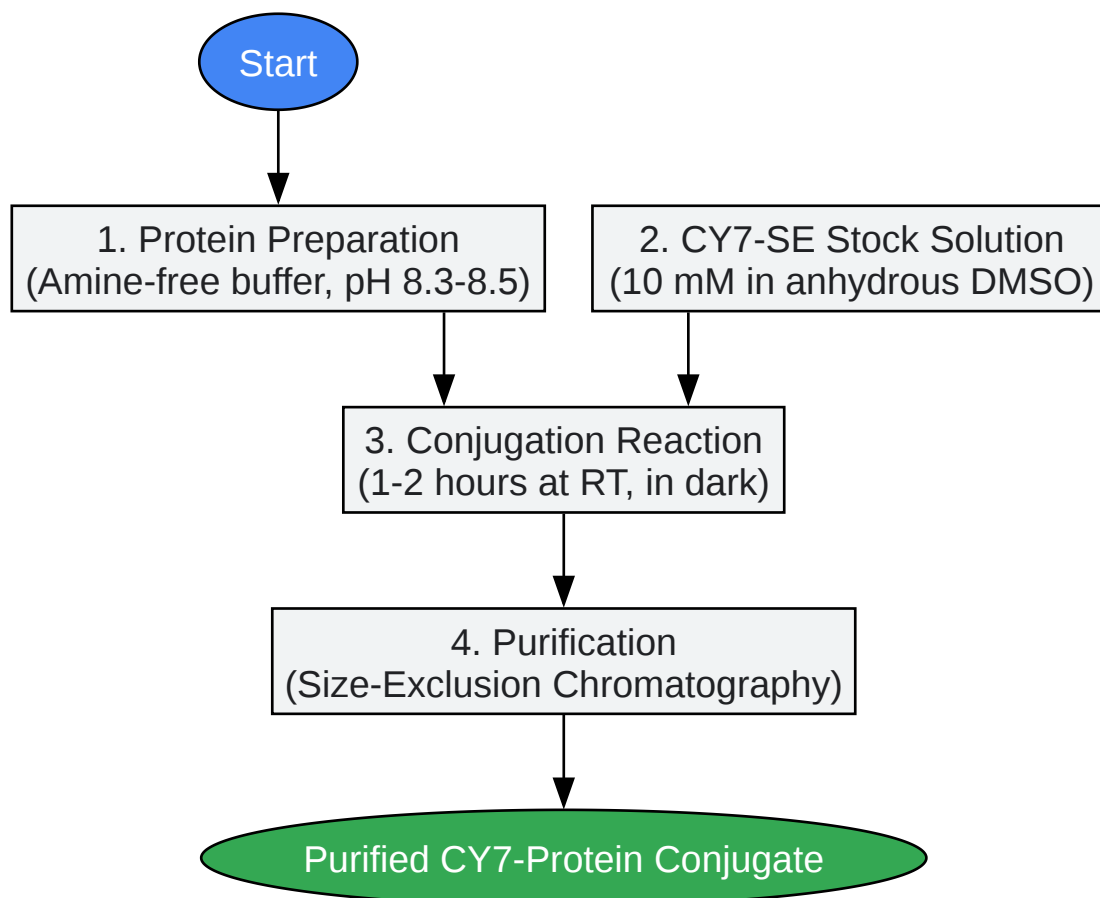 Start
1. Protein Preparation
(Amine-free buffer, pH 8.3-8.5)
2. CY7-SE Stock Solution
(10 mM in anhydrous DMSO)
3. Conjugation Reaction
(1-2 hours at RT, in dark)
4. Purification
(Size-Exclusion Chromatography)
Purified CY7-Protein Conjugate